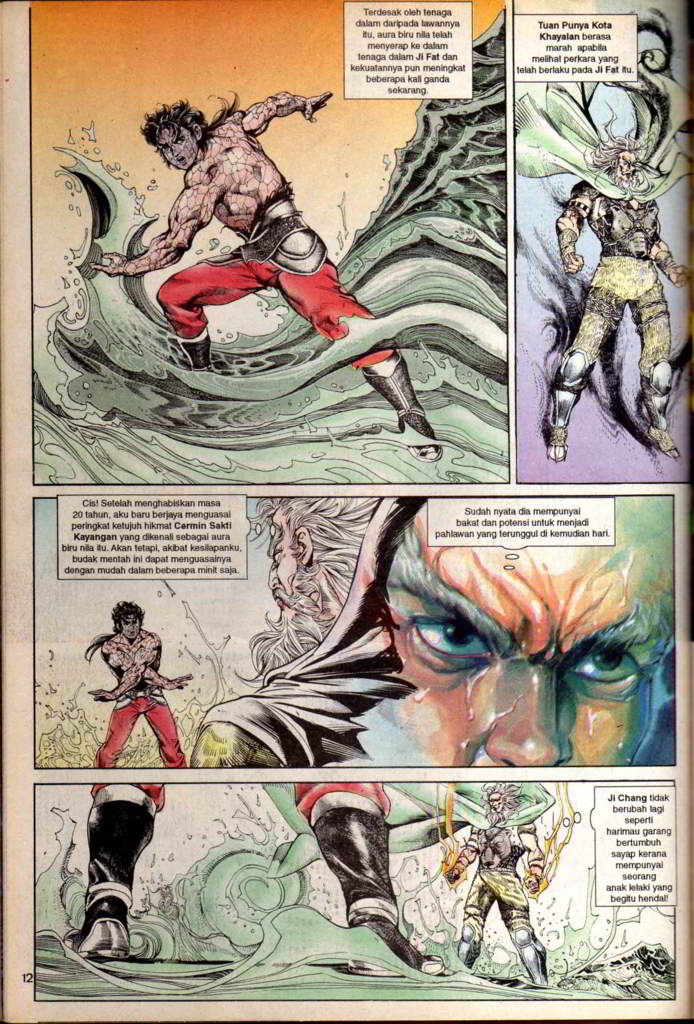 Terdesak oleh tenaga
dalam daripada lawannya
itu, aura biru nila telah
menyerap ke dalam
tenaga dalam Ji Fat dan
kekuatannya pun meningkat
beberapa kali ganda
sekarang.
Tuan Punya Kota
Khayalan berasa
marah apabila
melihat perkara yang
telah berlaku pada Ji Fat itu.
Cis! Setelah menghabiskan masa
20 tahun, aku baru berjaya menguasai
peringkat ketujuh hikmat Cermin Sakti
Kayangan yang dikenali sebagai aura
biru nila itu. Akan tetapi, akibat kesilapanku,
budak mentah ini dapat menguasainya
dengan mudah dalam beberapa minit saja.
Sudah nyata dia mempunyai
bakat dan potensi untuk menjadi
pahlawan yang terunggul di kemudian hari.
Ji Chang tidak
berubah lagi
seperti
harimau garang
bertumbuh
sayap kerana
mempunyai
seorang
anak lelaki yang
begitu hendal!
12